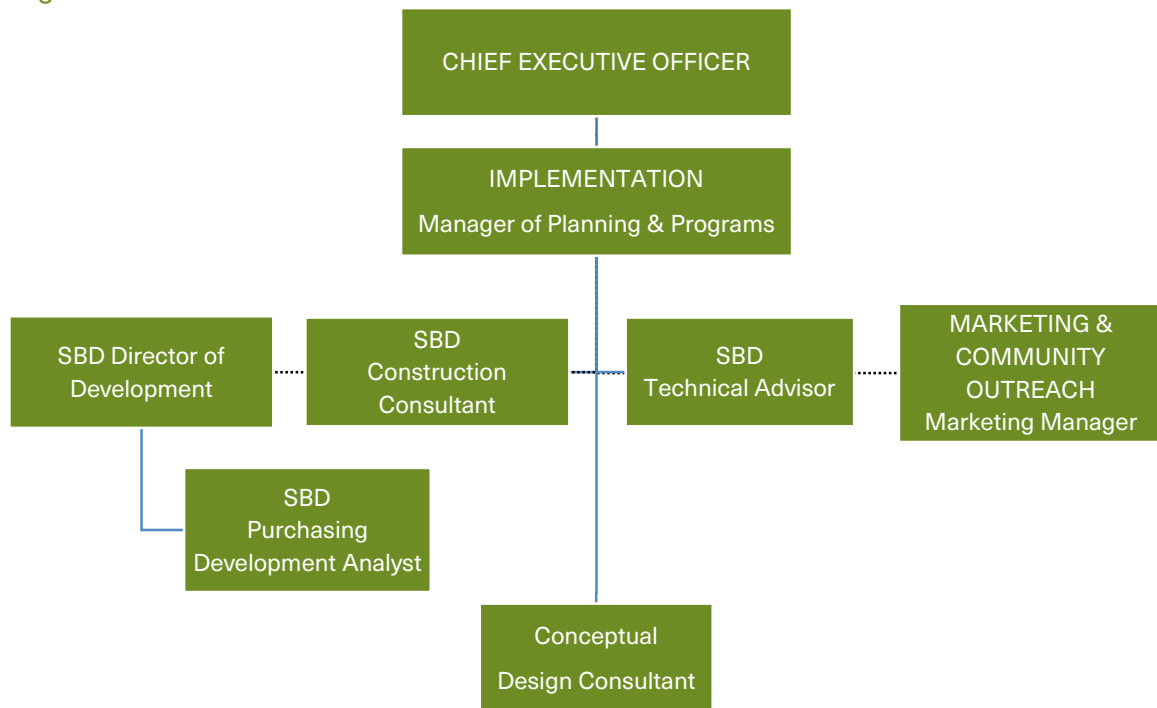 CHIEF EXECUTIVE OFFICER
IMPLEMENTATION
Manager of Planning & Programs
SBD Director of
Development
SBD
Construction
Consultant
SBD
Technical Advisor
MARKETING &
COMMUNITY
OUTREACH
Marketing Manager
SBD
Purchasing
Development Analyst
Conceptual
Design Consultant